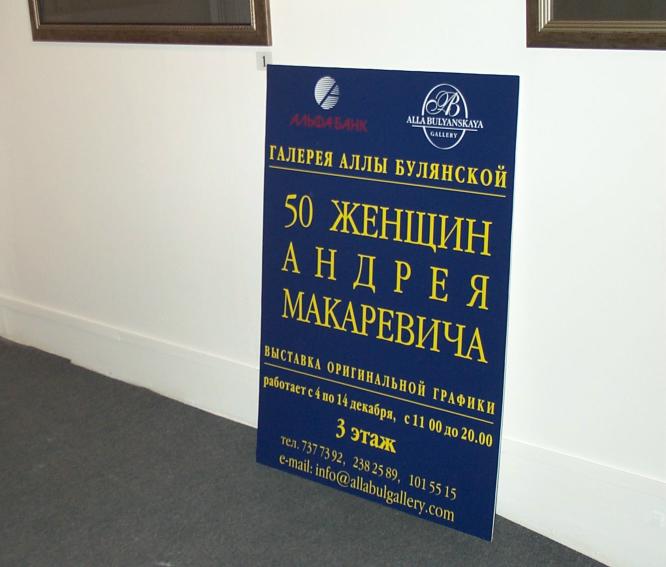 1
АЛЬФА·БАНК
AB
ALLA BULYANSKAYA
GALLERY
ГАЛЕРЕЯ АЛЛЫ БУЛЯНСКОЙ
50 ЖЕНЩИН
АНДРЕЯ
МАКАРЕВИЧА
ВЫСТАВКА ОРИГИНАЛЬНОЙ ГРАФИКИ
работает с 4 по 14 декабря, с 11 00 до 20.00
3 этаж
тел. 737 73 92, 238 25 89, 101 55 15
e-mail: info@allabulgallery.com